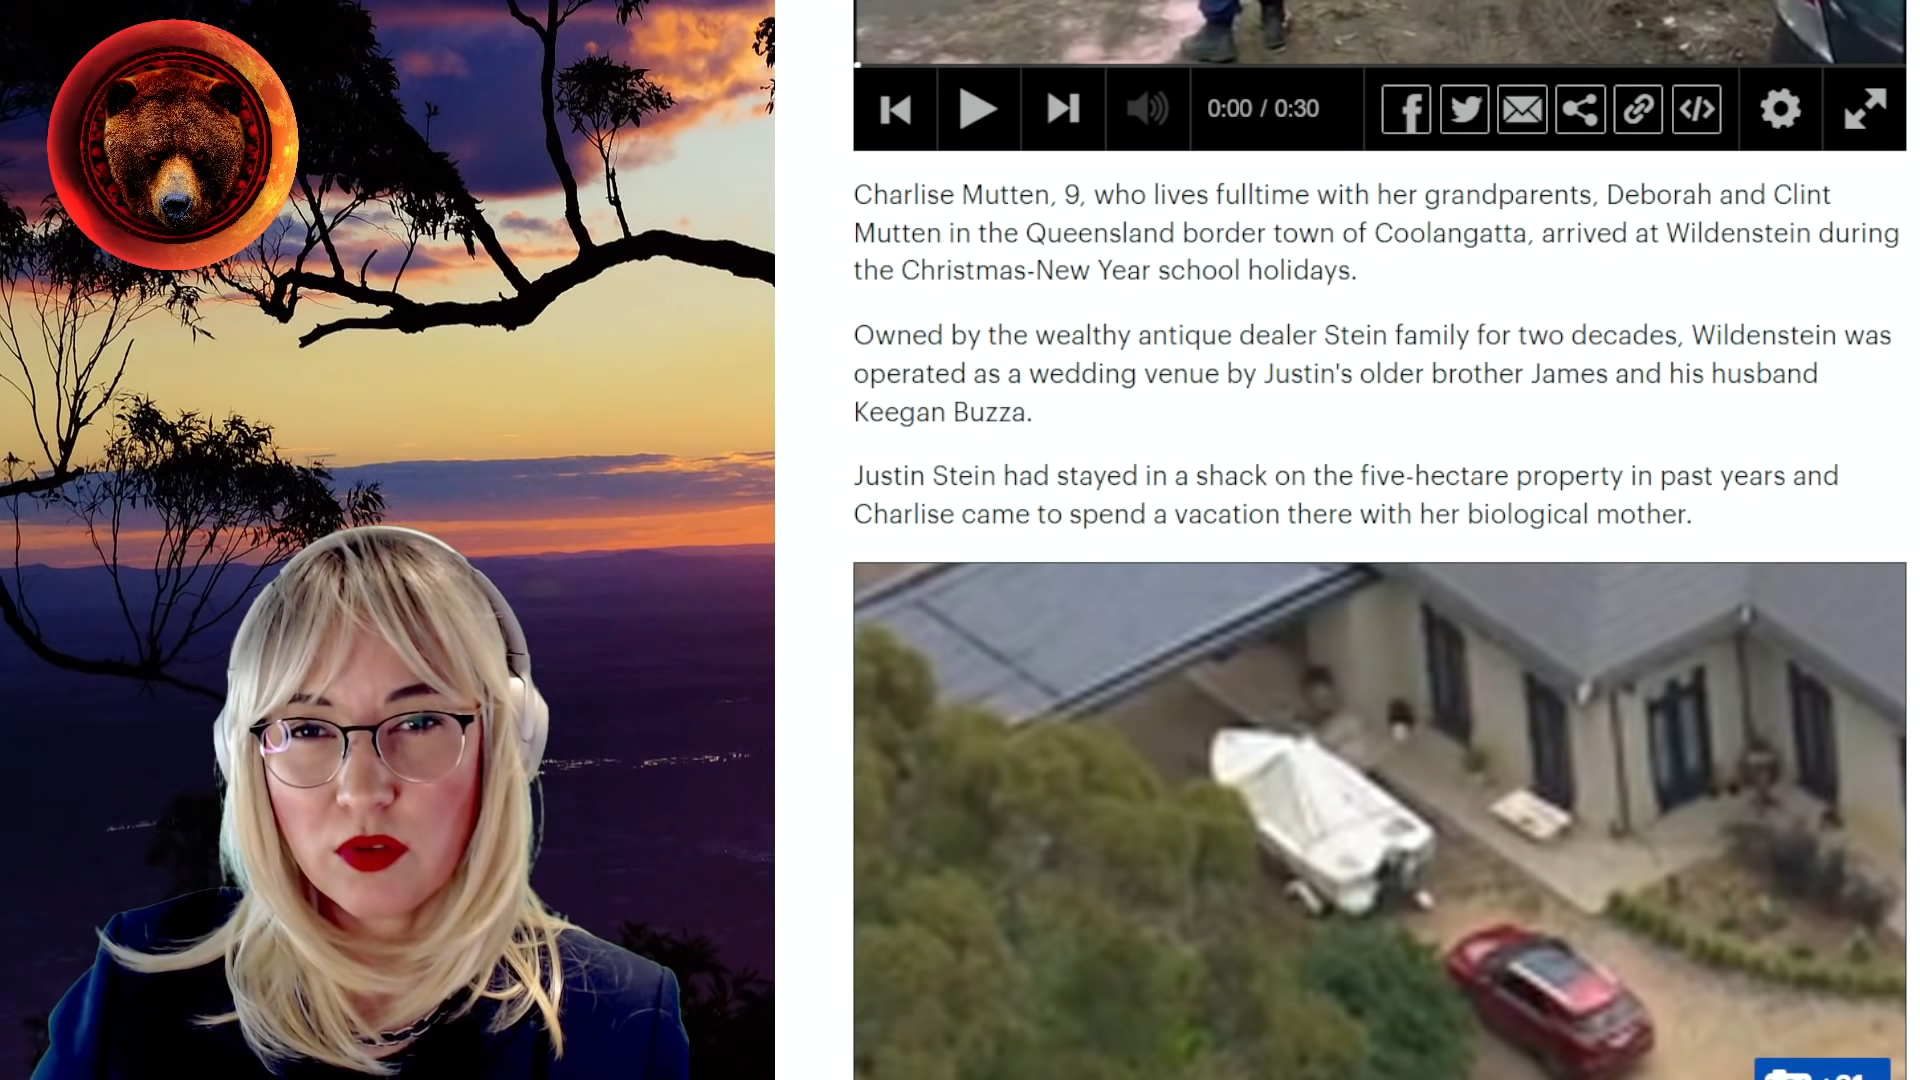 0:00 / 0:30
Charlise Mutten, 9, who lives fulltime with her grandparents, Deborah and Clint
Mutten in the Queensland border town of Coolangatta, arrived at Wildenstein during
the Christmas-New Year school holidays.
Owned by the wealthy antique dealer Stein family for two decades, Wildenstein was
operated as a wedding venue by Justin's older brother James and his husband
Keegan Buzza.
Justin Stein had stayed in a shack on the five-hectare property in past years and
Charlise came to spend a vacation there with her biological mother.